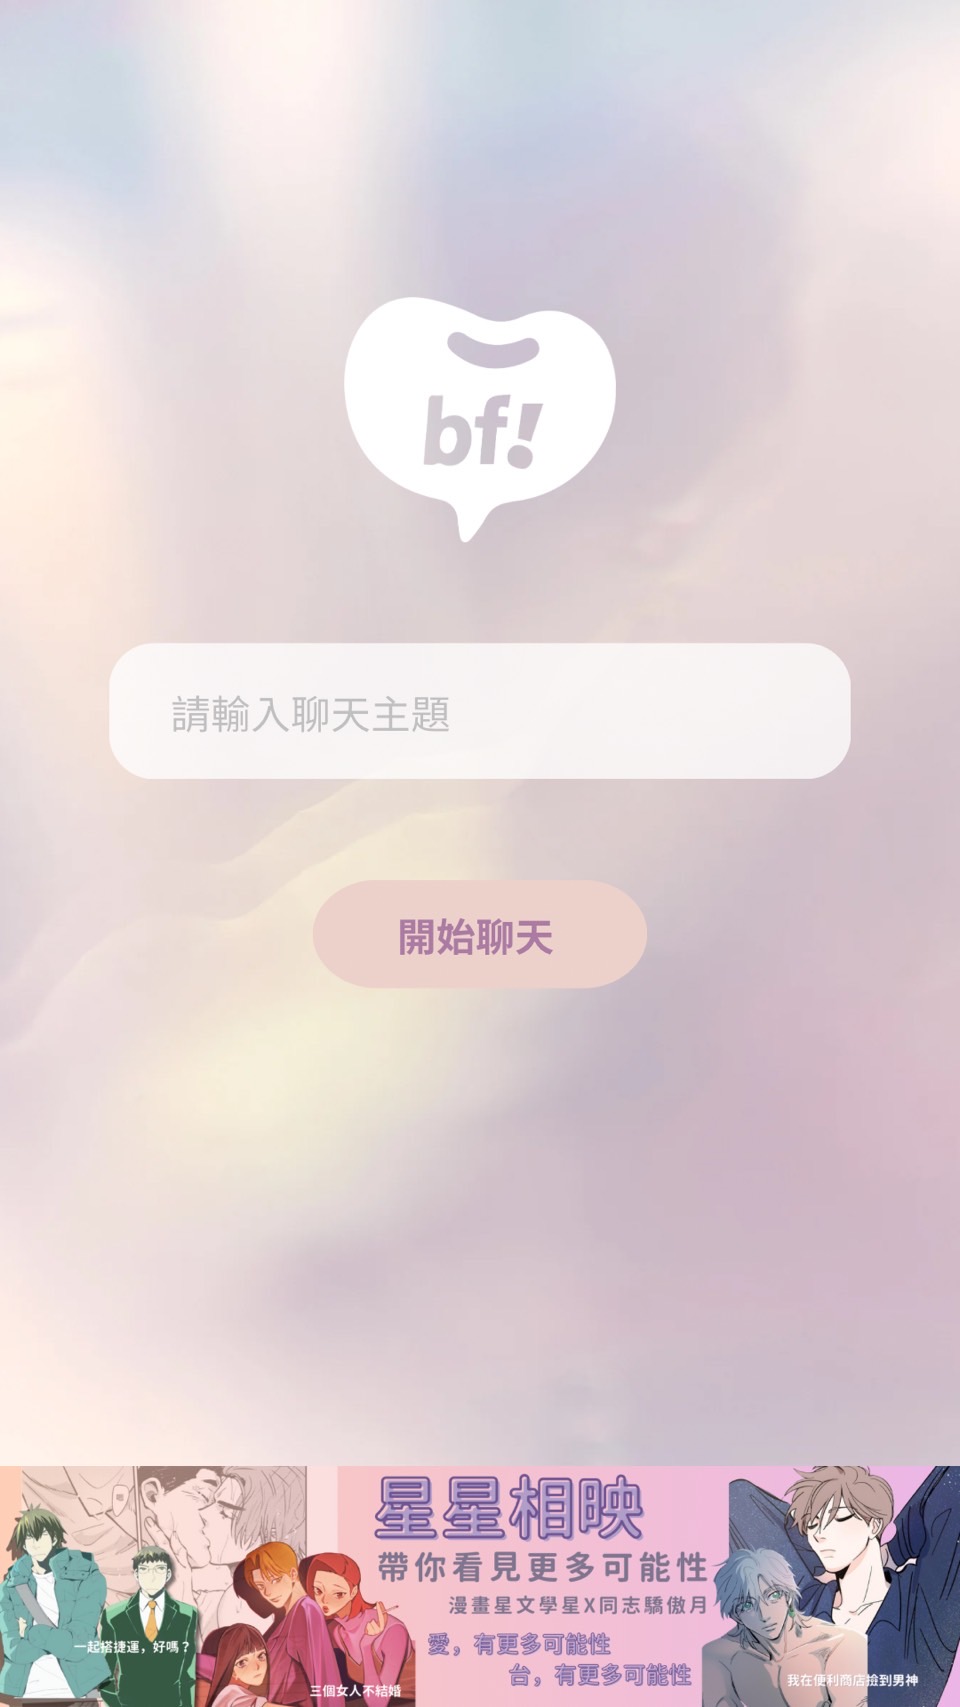 bf!
請輸入聊天主題
開始聊天
星星相映
帶你看見更多可能性
漫畫星文學星X同志驕傲月
愛，有更多可能性
台，有更多可能性
一起搭捷運，好嗎？
三個女人不結婚
我在便利商店撿到男神